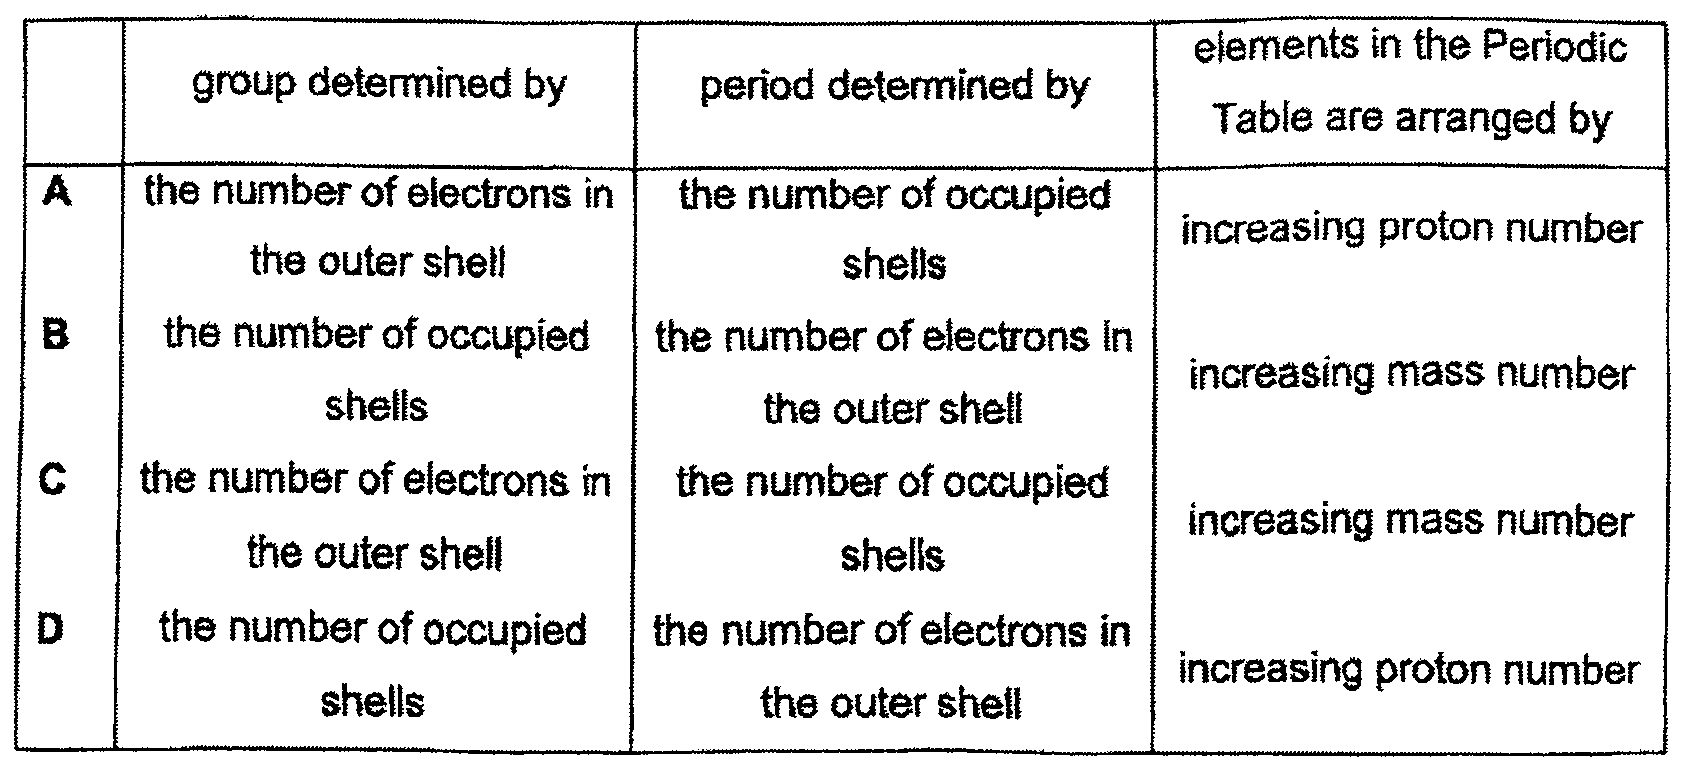 group determined by
period determined by
elements in the Periodic
Table are arranged by
A
the number of electrons in
the outer shell
the number of occupied
shells
increasing proton number
B
the number of occupied
shells
the number of electrons in
the outer shell
increasing mass number
C
the number of electrons in
the outer shell
the number of occupied
shells
increasing mass number
D
the number of occupied
shells
the number of electrons in
the outer shell
increasing proton number